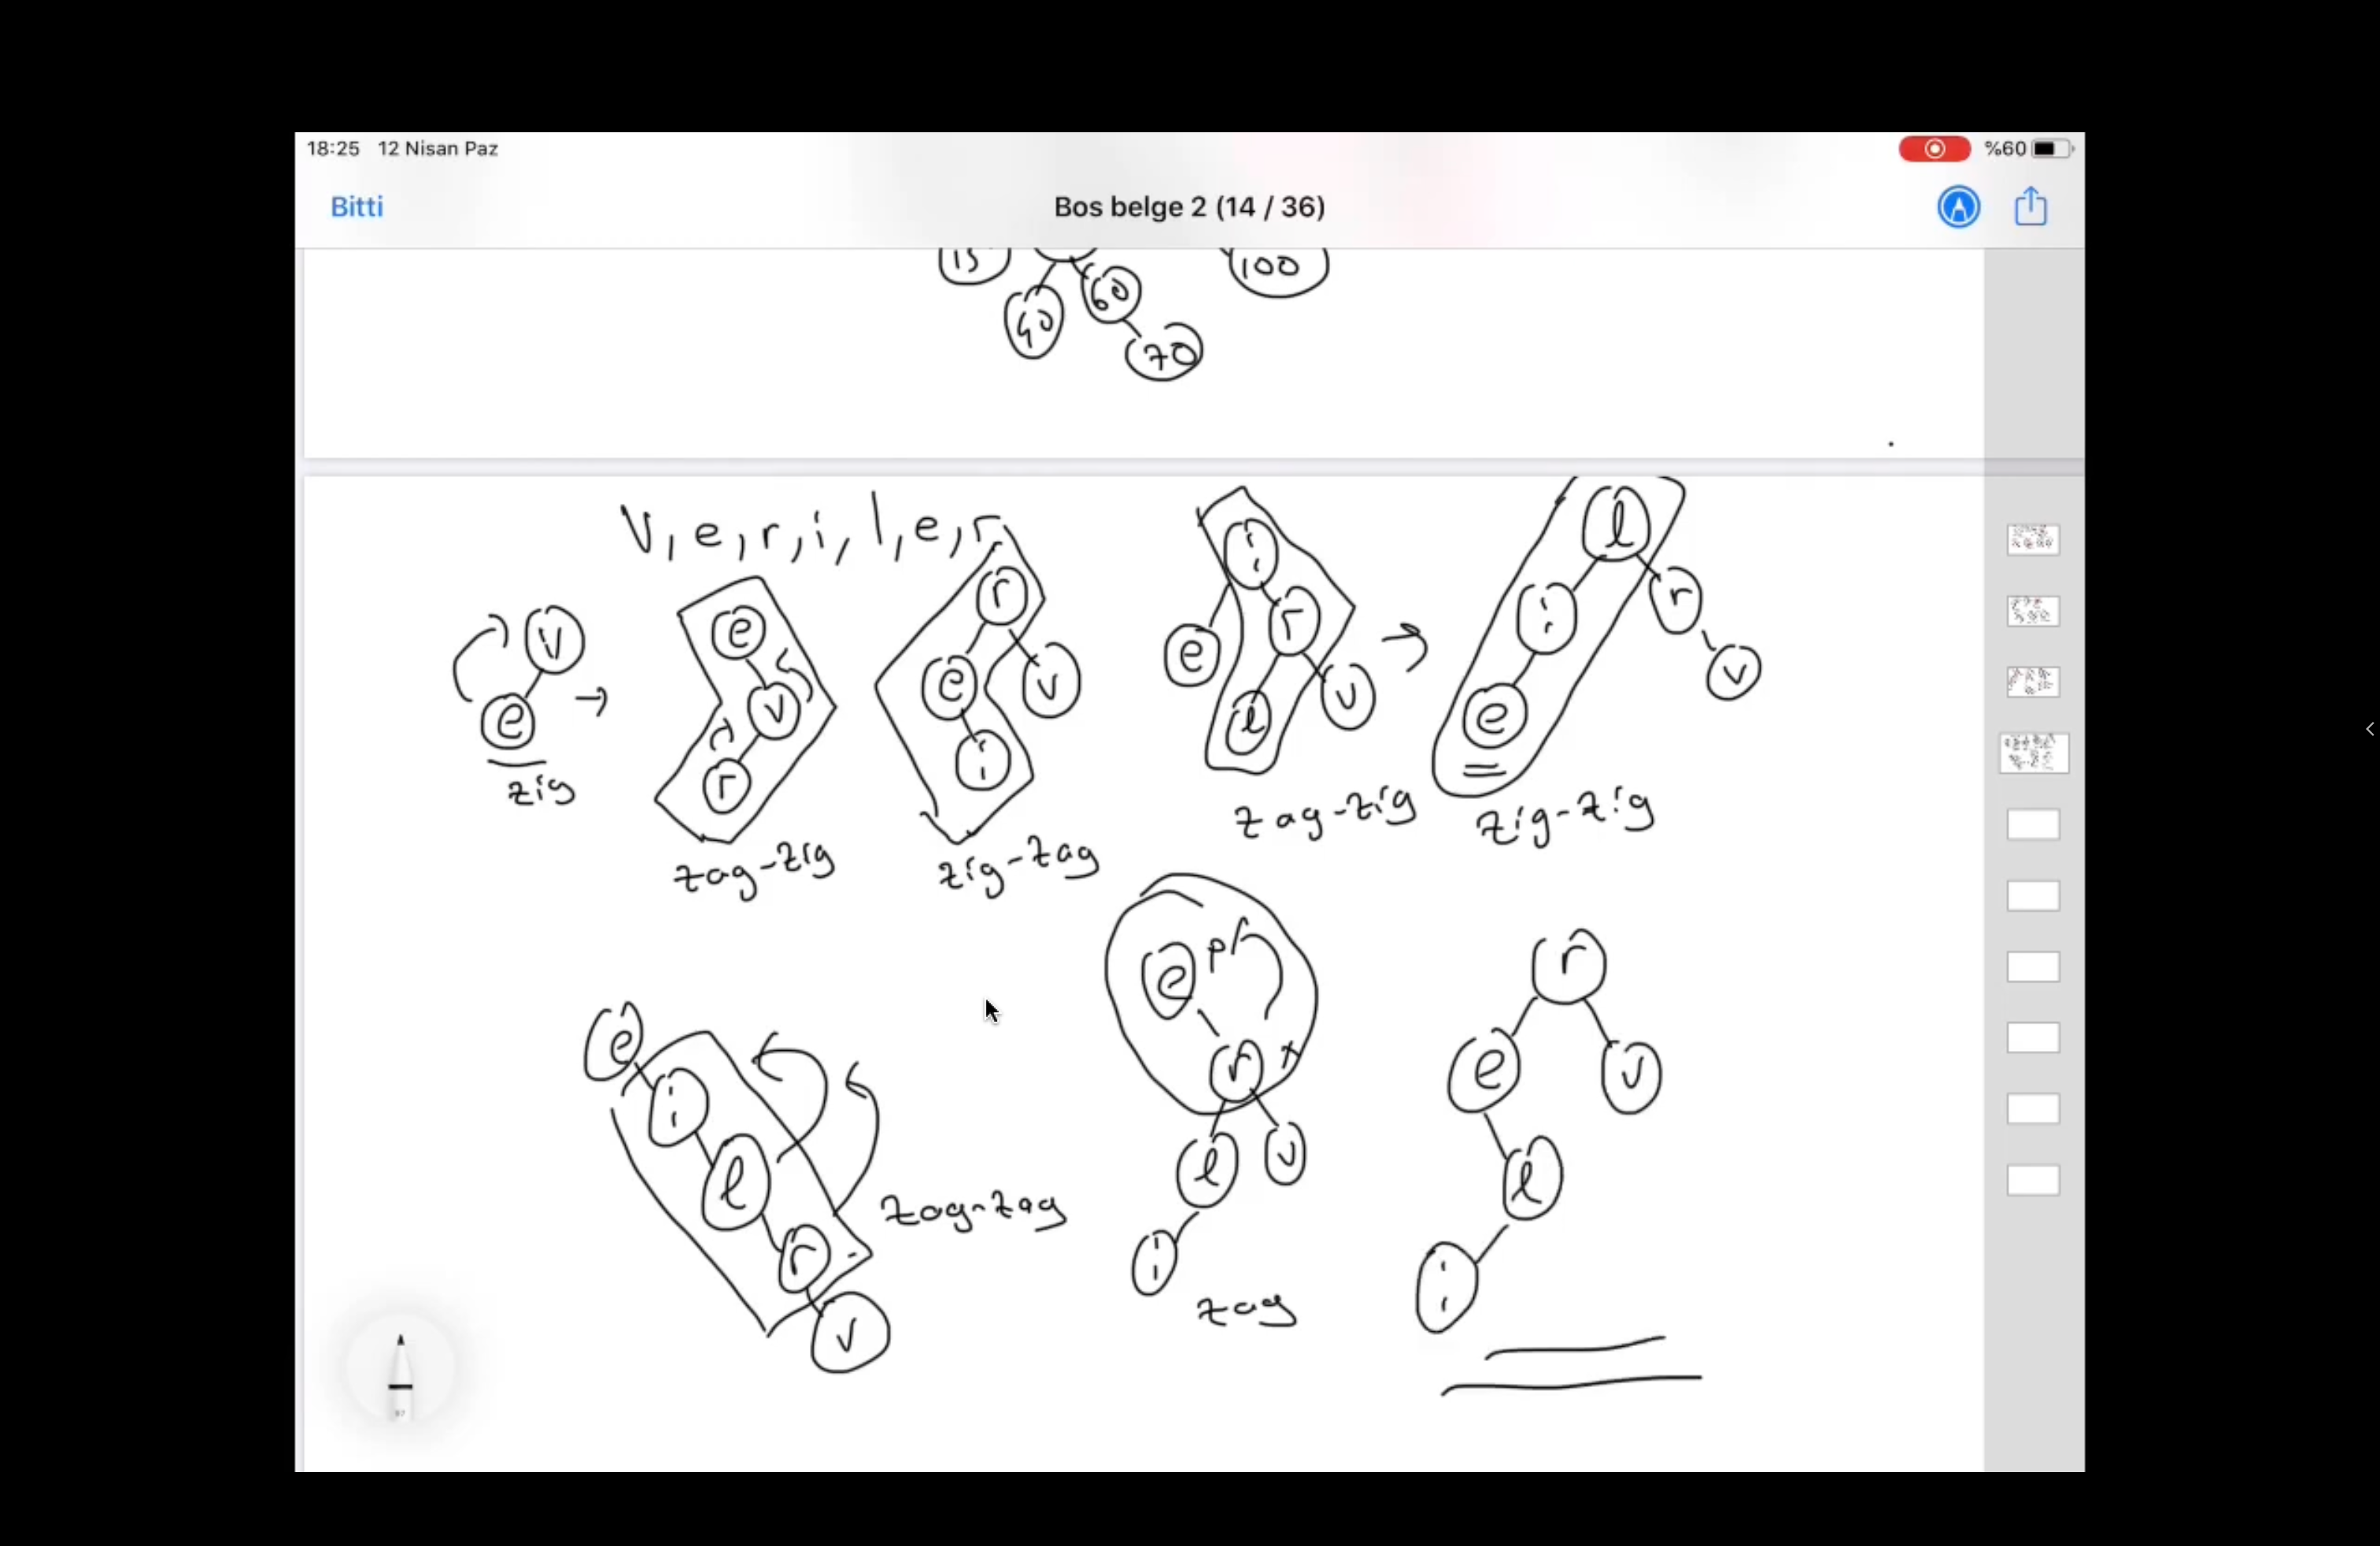 18:25 12 Nisan Paz %60
Bitti Bos belge 2 (14 / 36)
15 100
40 60
70
V, e, r, i, l, e, r
v
e
zig
e
v
r
zag-zig
r
e v
i
zig-zag
i
e r
l v
zag-zig
l
i r
e v
zig-zig
e
i
l
r
v
zag-zag
e
r
l v
i
zag
r
e v
l
i
97